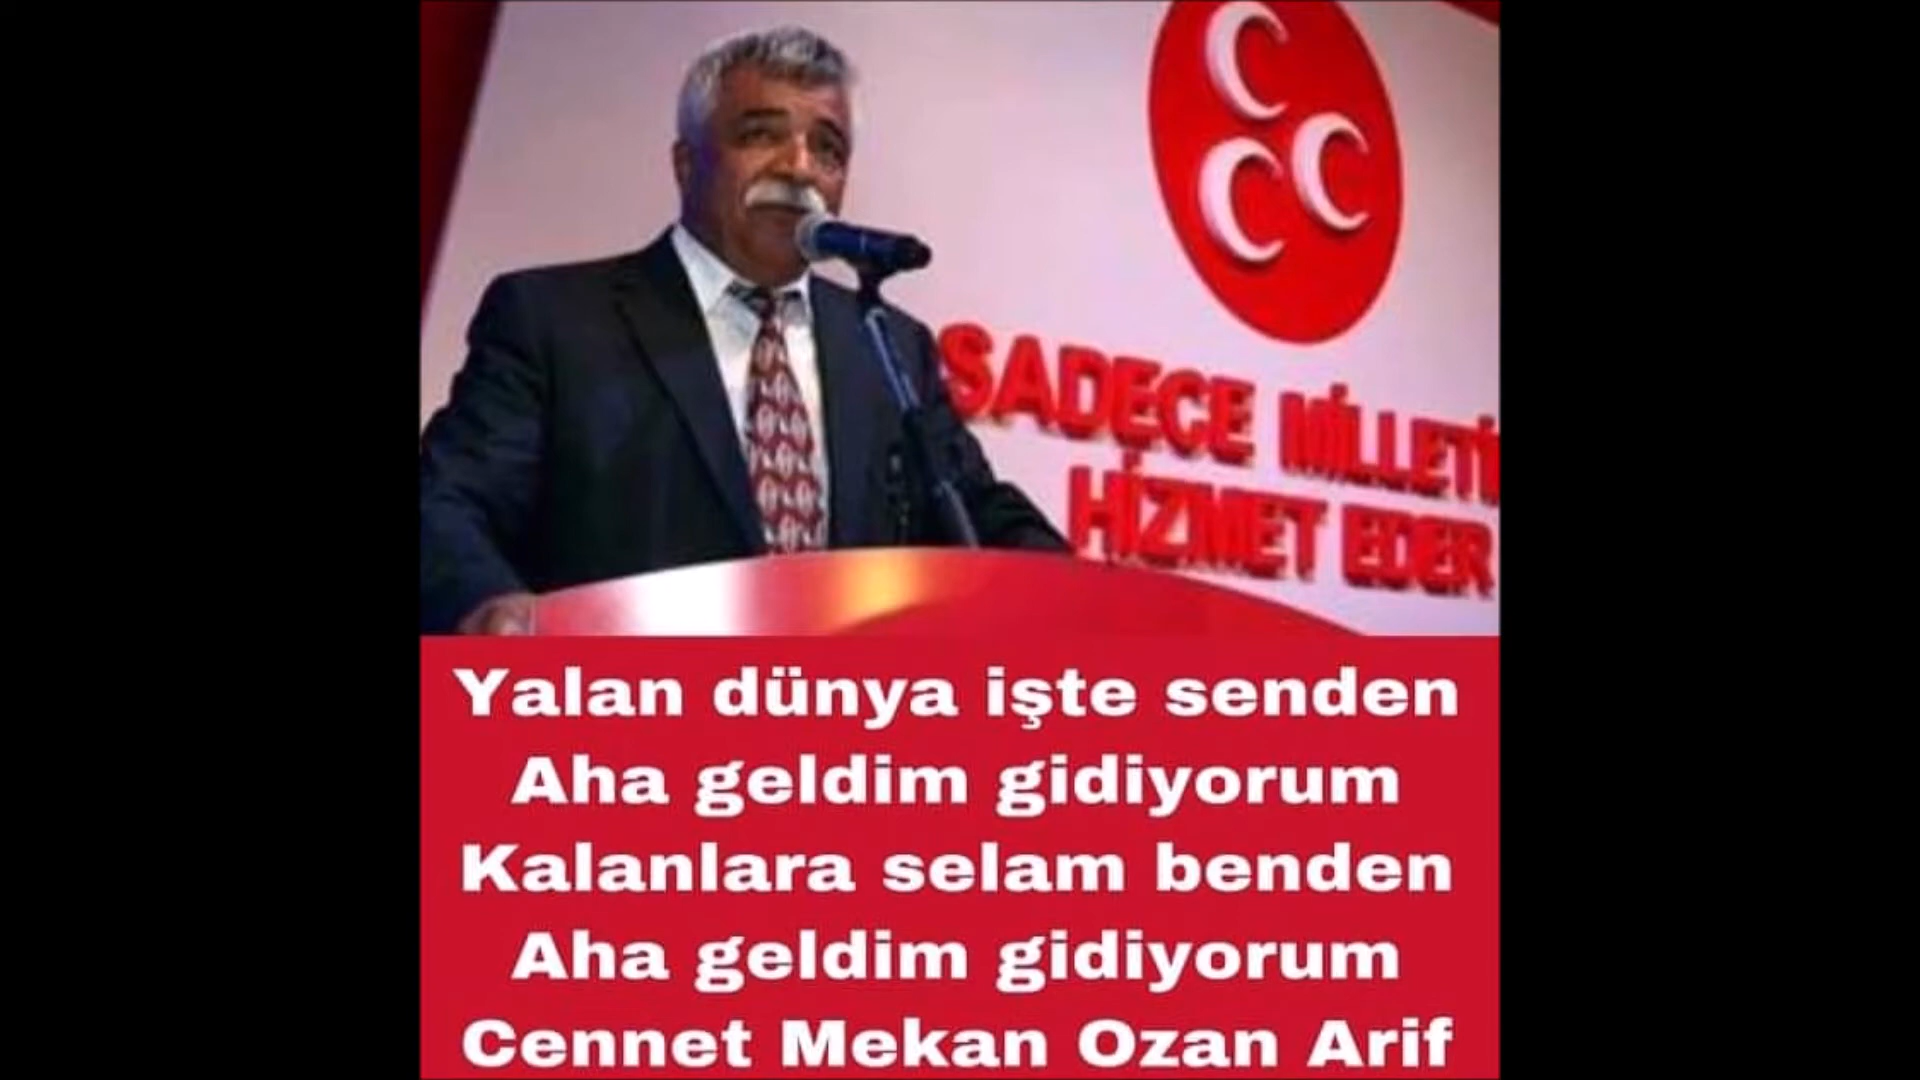 SADECE MİLLETİ
HİZMET EDER
Yalan dünya işte senden
Aha geldim gidiyorum
Kalanlara selam benden
Aha geldim gidiyorum
Cennet Mekan Ozan Arif